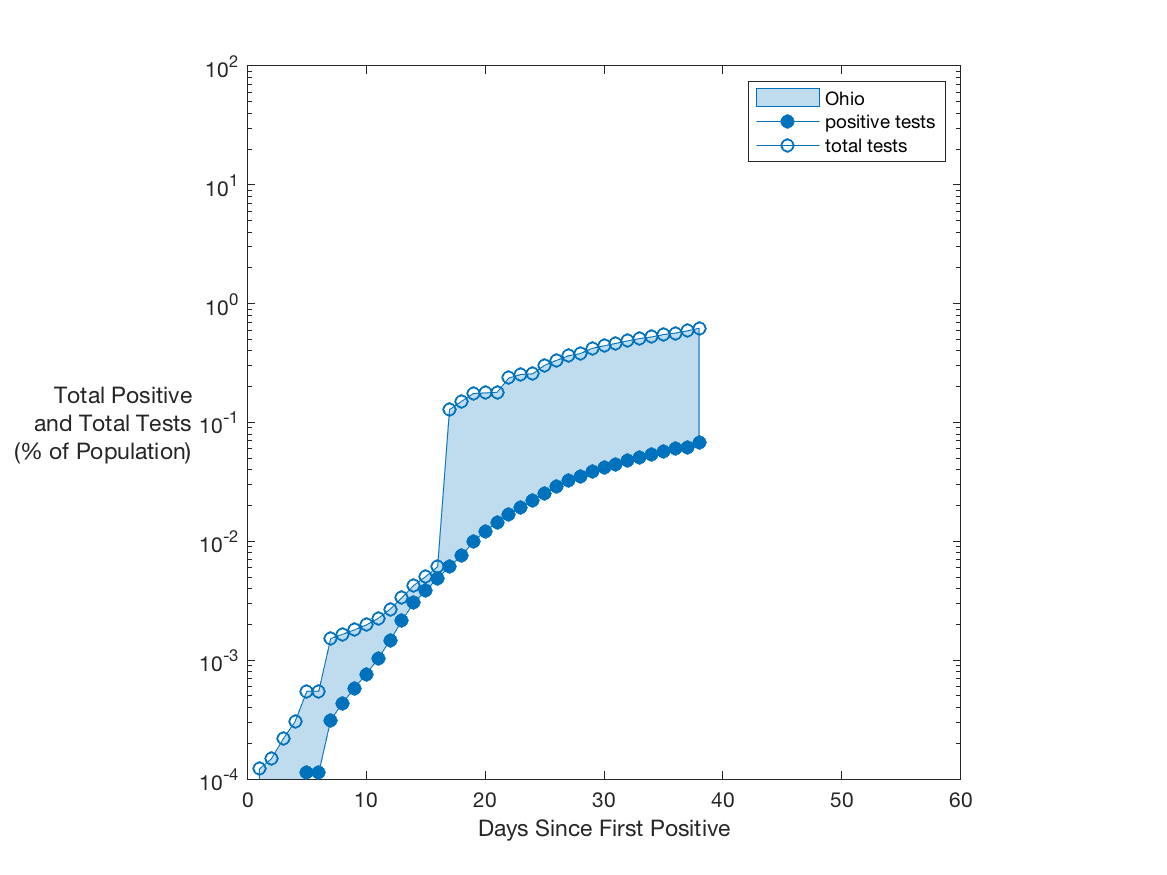 10^2
10^1
10^0
10^-1
10^-2
10^-3
10^-4
Total Positive
and Total Tests
(% of Population)
Ohio
positive tests
total tests
0 10 20 30 40 50 60
Days Since First Positive